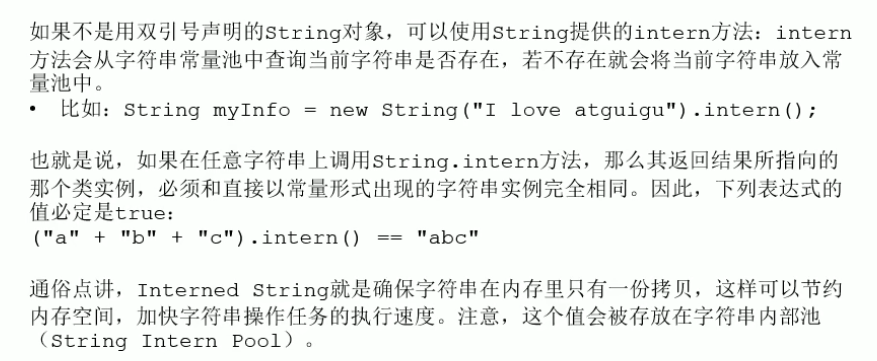 如果不是用双引号声明的String对象，可以使用String提供的intern方法：intern
方法会从字符串常量池中查询当前字符串是否存在，若不存在就会将当前字符串放入常
量池中。
• 比如：String myInfo = new String("I love atguigu").intern();
也就是说，如果在任意字符串上调用String.intern方法，那么其返回结果所指向的
那个类实例，必须和直接以常量形式出现的字符串实例完全相同。因此，下列表达式的
值必定是true：
("a" + "b" + "c").intern() == "abc"
通俗点讲，Interned String就是确保字符串在内存里只有一份拷贝，这样可以节约
内存空间，加快字符串操作任务的执行速度。注意，这个值会被存放在字符串内部池
（String Intern Pool）。